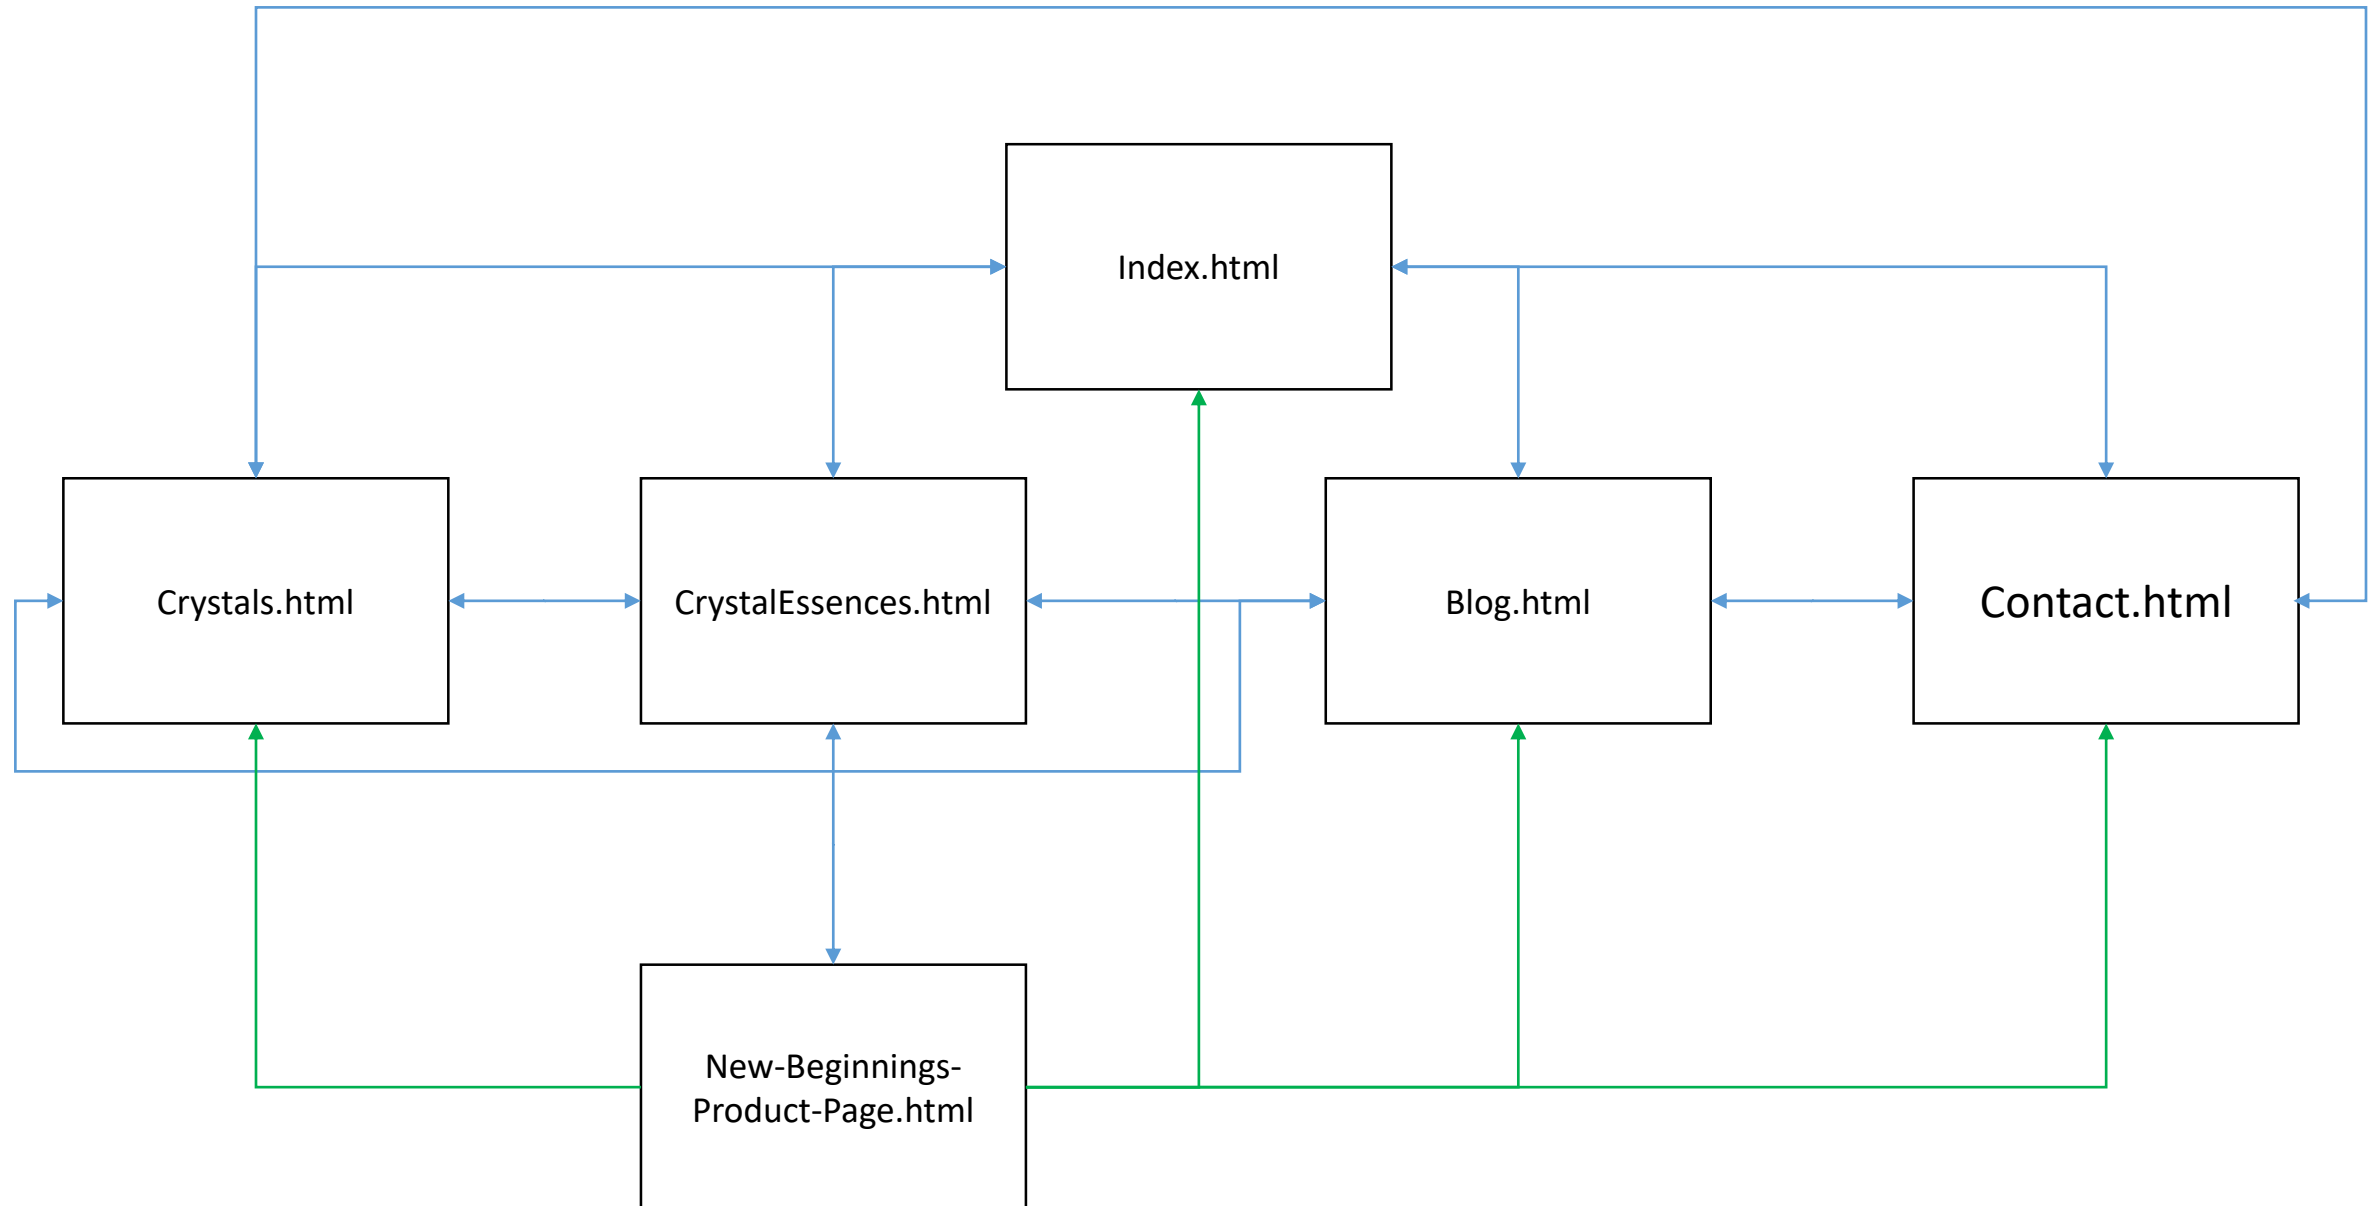 Index.html
Crystals.html
CrystalEssences.html
Blog.html
Contact.html
New-Beginnings-
Product-Page.html